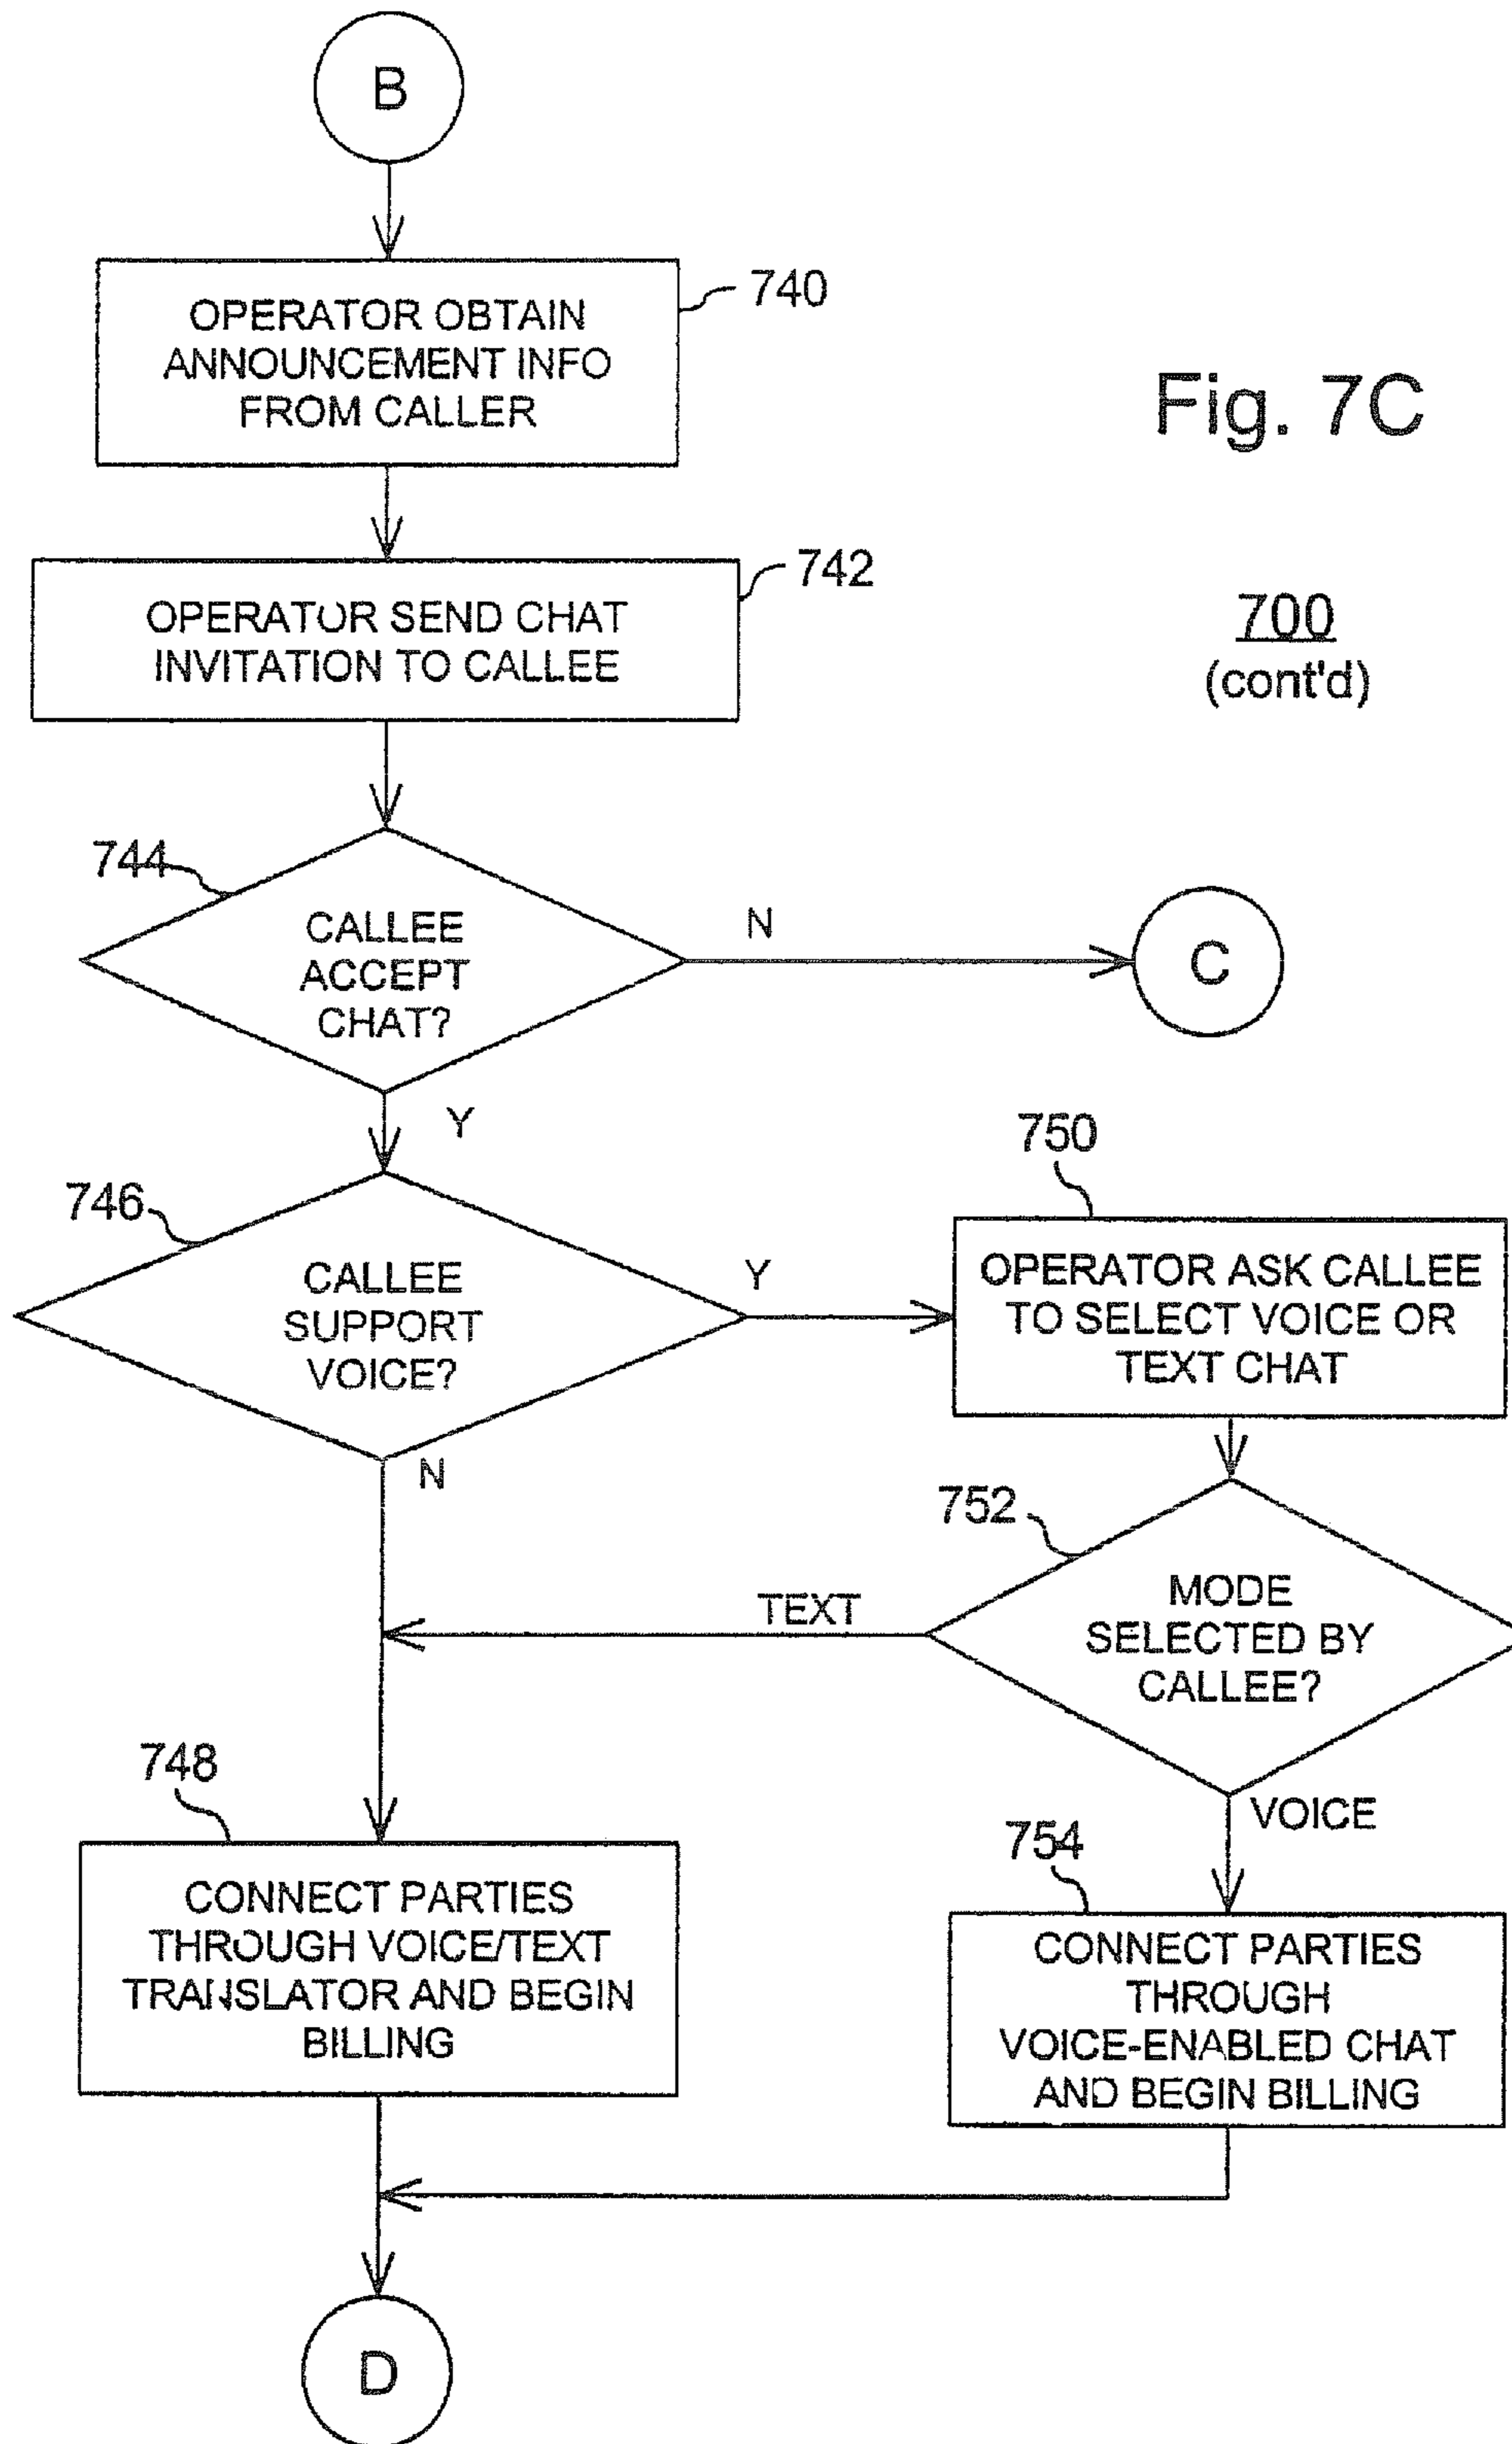 B
OPERATOR OBTAIN
ANNOUNCEMENT INFO
FROM CALLER
740
Fig. 7C
OPERATOR SEND CHAT
INVITATION TO CALLEE
742
700
(cont'd)
744
CALLEE
ACCEPT
CHAT?
N
C
Y
746
CALLEE
SUPPORT
VOICE?
Y
N
750
OPERATOR ASK CALLEE
TO SELECT VOICE OR
TEXT CHAT
752
MODE
SELECTED BY
CALLEE?
TEXT
VOICE
748
CONNECT PARTIES
THROUGH VOICE/TEXT
TRANSLATOR AND BEGIN
BILLING
754
CONNECT PARTIES
THROUGH
VOICE-ENABLED CHAT
AND BEGIN BILLING
D